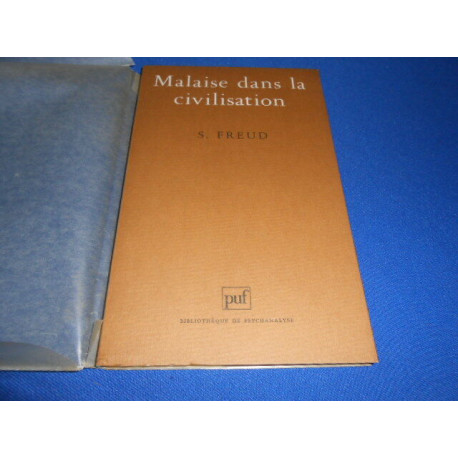 Malaise dans la
civilisation
S. FREUD
puf
BIBLIOTHÈQUE DE PSYCHANALYSE